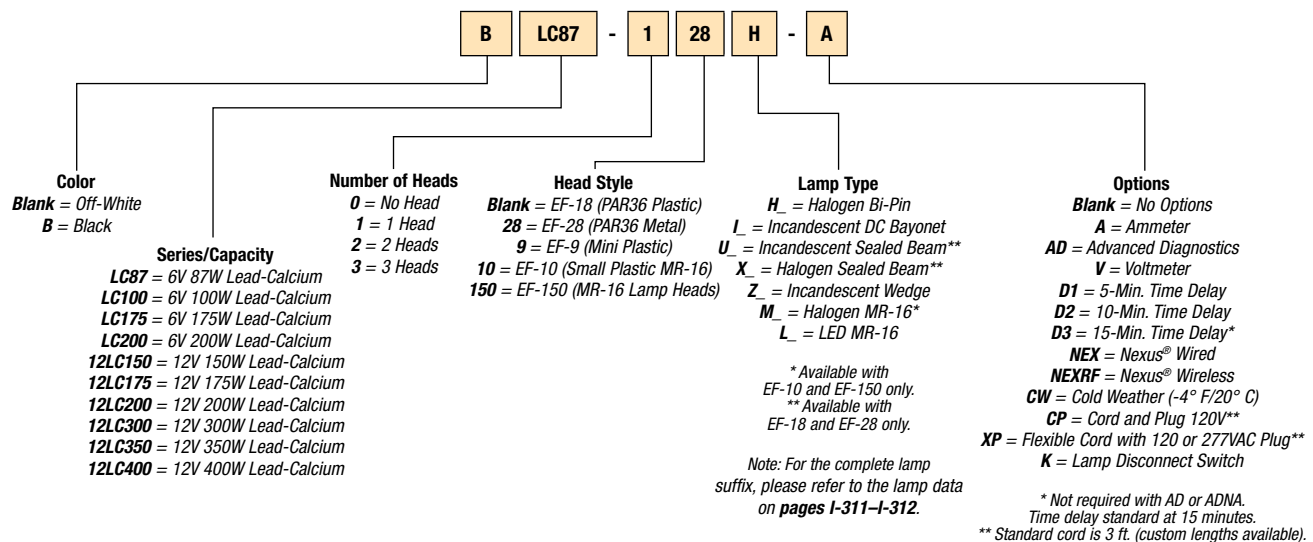 B LC87 - 1 28 H - A
Color
Blank = Off-White
B = Black
Series/Capacity
LC87 = 6V 87W Lead-Calcium
LC100 = 6V 100W Lead-Calcium
LC175 = 6V 175W Lead-Calcium
LC200 = 6V 200W Lead-Calcium
12LC150 = 12V 150W Lead-Calcium
12LC175 = 12V 175W Lead-Calcium
12LC200 = 12V 200W Lead-Calcium
12LC300 = 12V 300W Lead-Calcium
12LC350 = 12V 350W Lead-Calcium
12LC400 = 12V 400W Lead-Calcium
Number of Heads
0 = No Head
1 = 1 Head
2 = 2 Heads
3 = 3 Heads
Head Style
Blank = EF-18 (PAR36 Plastic)
28 = EF-28 (PAR36 Metal)
9 = EF-9 (Mini Plastic)
10 = EF-10 (Small Plastic MR-16)
150 = EF-150 (MR-16 Lamp Heads)
Lamp Type
H_ = Halogen Bi-Pin
I_ = Incandescent DC Bayonet
U_ = Incandescent Sealed Beam**
X_ = Halogen Sealed Beam**
Z_ = Incandescent Wedge
M_ = Halogen MR-16*
L_ = LED MR-16
* Available with
EF-10 and EF-150 only.
** Available with
EF-18 and EF-28 only.
Note: For the complete lamp
suffix, please refer to the lamp data
on pages I-311–I-312.
Options
Blank = No Options
A = Ammeter
AD = Advanced Diagnostics
V = Voltmeter
D1 = 5-Min. Time Delay
D2 = 10-Min. Time Delay
D3 = 15-Min. Time Delay*
NEX = Nexus® Wired
NEXRF = Nexus® Wireless
CW = Cold Weather (-4° F/20° C)
CP = Cord and Plug 120V**
XP = Flexible Cord with 120 or 277VAC Plug**
K = Lamp Disconnect Switch
* Not required with AD or ADNA.
Time delay standard at 15 minutes.
** Standard cord is 3 ft. (custom lengths available).